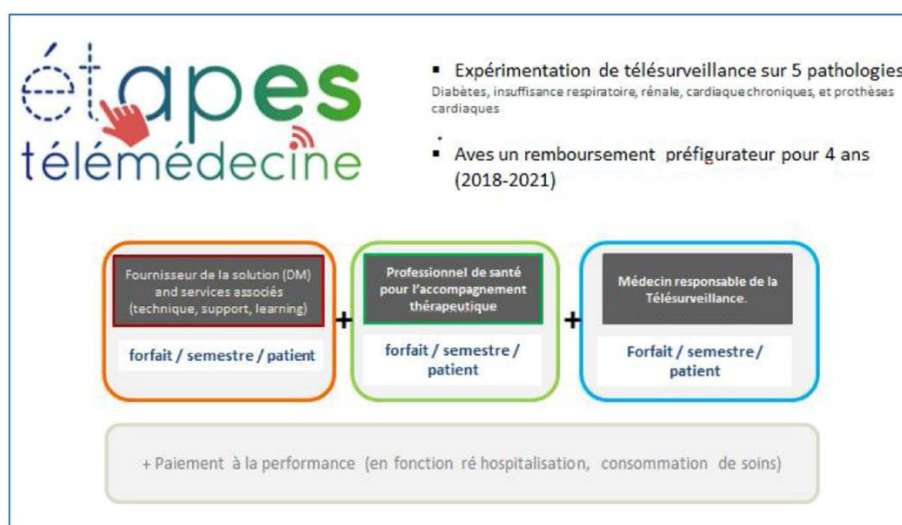 étapes
télémédecine
▪ Expérimentation de télésurveillance sur 5 pathologies
Diabètes, insuffisance respiratoire, rénale, cardiaque chroniques, et prothèses
cardiaques
▪ Aves un remboursement préfigurateur pour 4 ans
(2018-2021)
Fournisseur de la solution (DM)
and services associés
(technique, support, learning)
forfait / semestre / patient
+
Professionnel de santé
pour l'accompagnement
thérapeutique
forfait / semestre /
patient
+
Médecin responsable de la
Télésurveillance.
Forfait / semestre /
patient
+ Paiement à la performance (en fonction ré hospitalisation, consommation de soins)